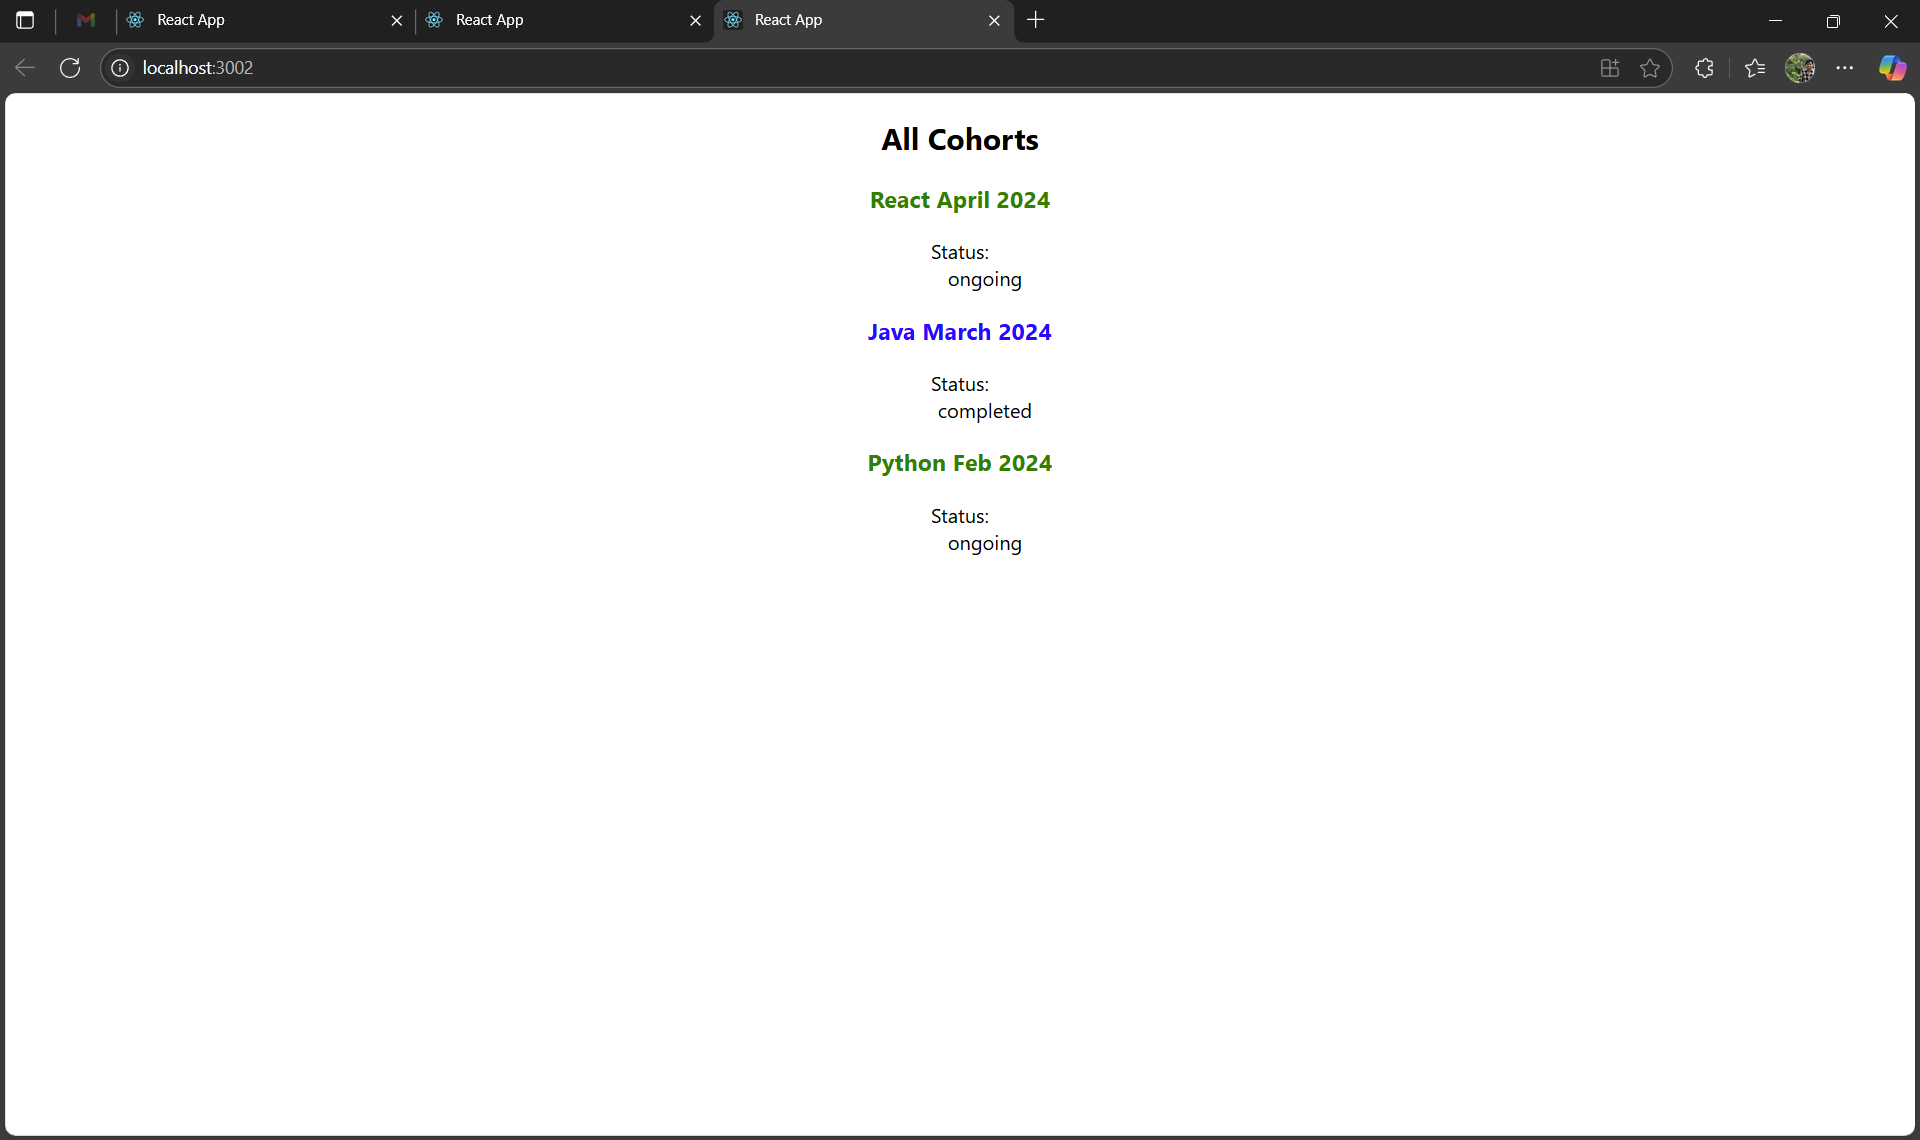 React App
React App
React App
localhost:3002
All Cohorts
React April 2024
Status:
ongoing
Java March 2024
Status:
completed
Python Feb 2024
Status:
ongoing